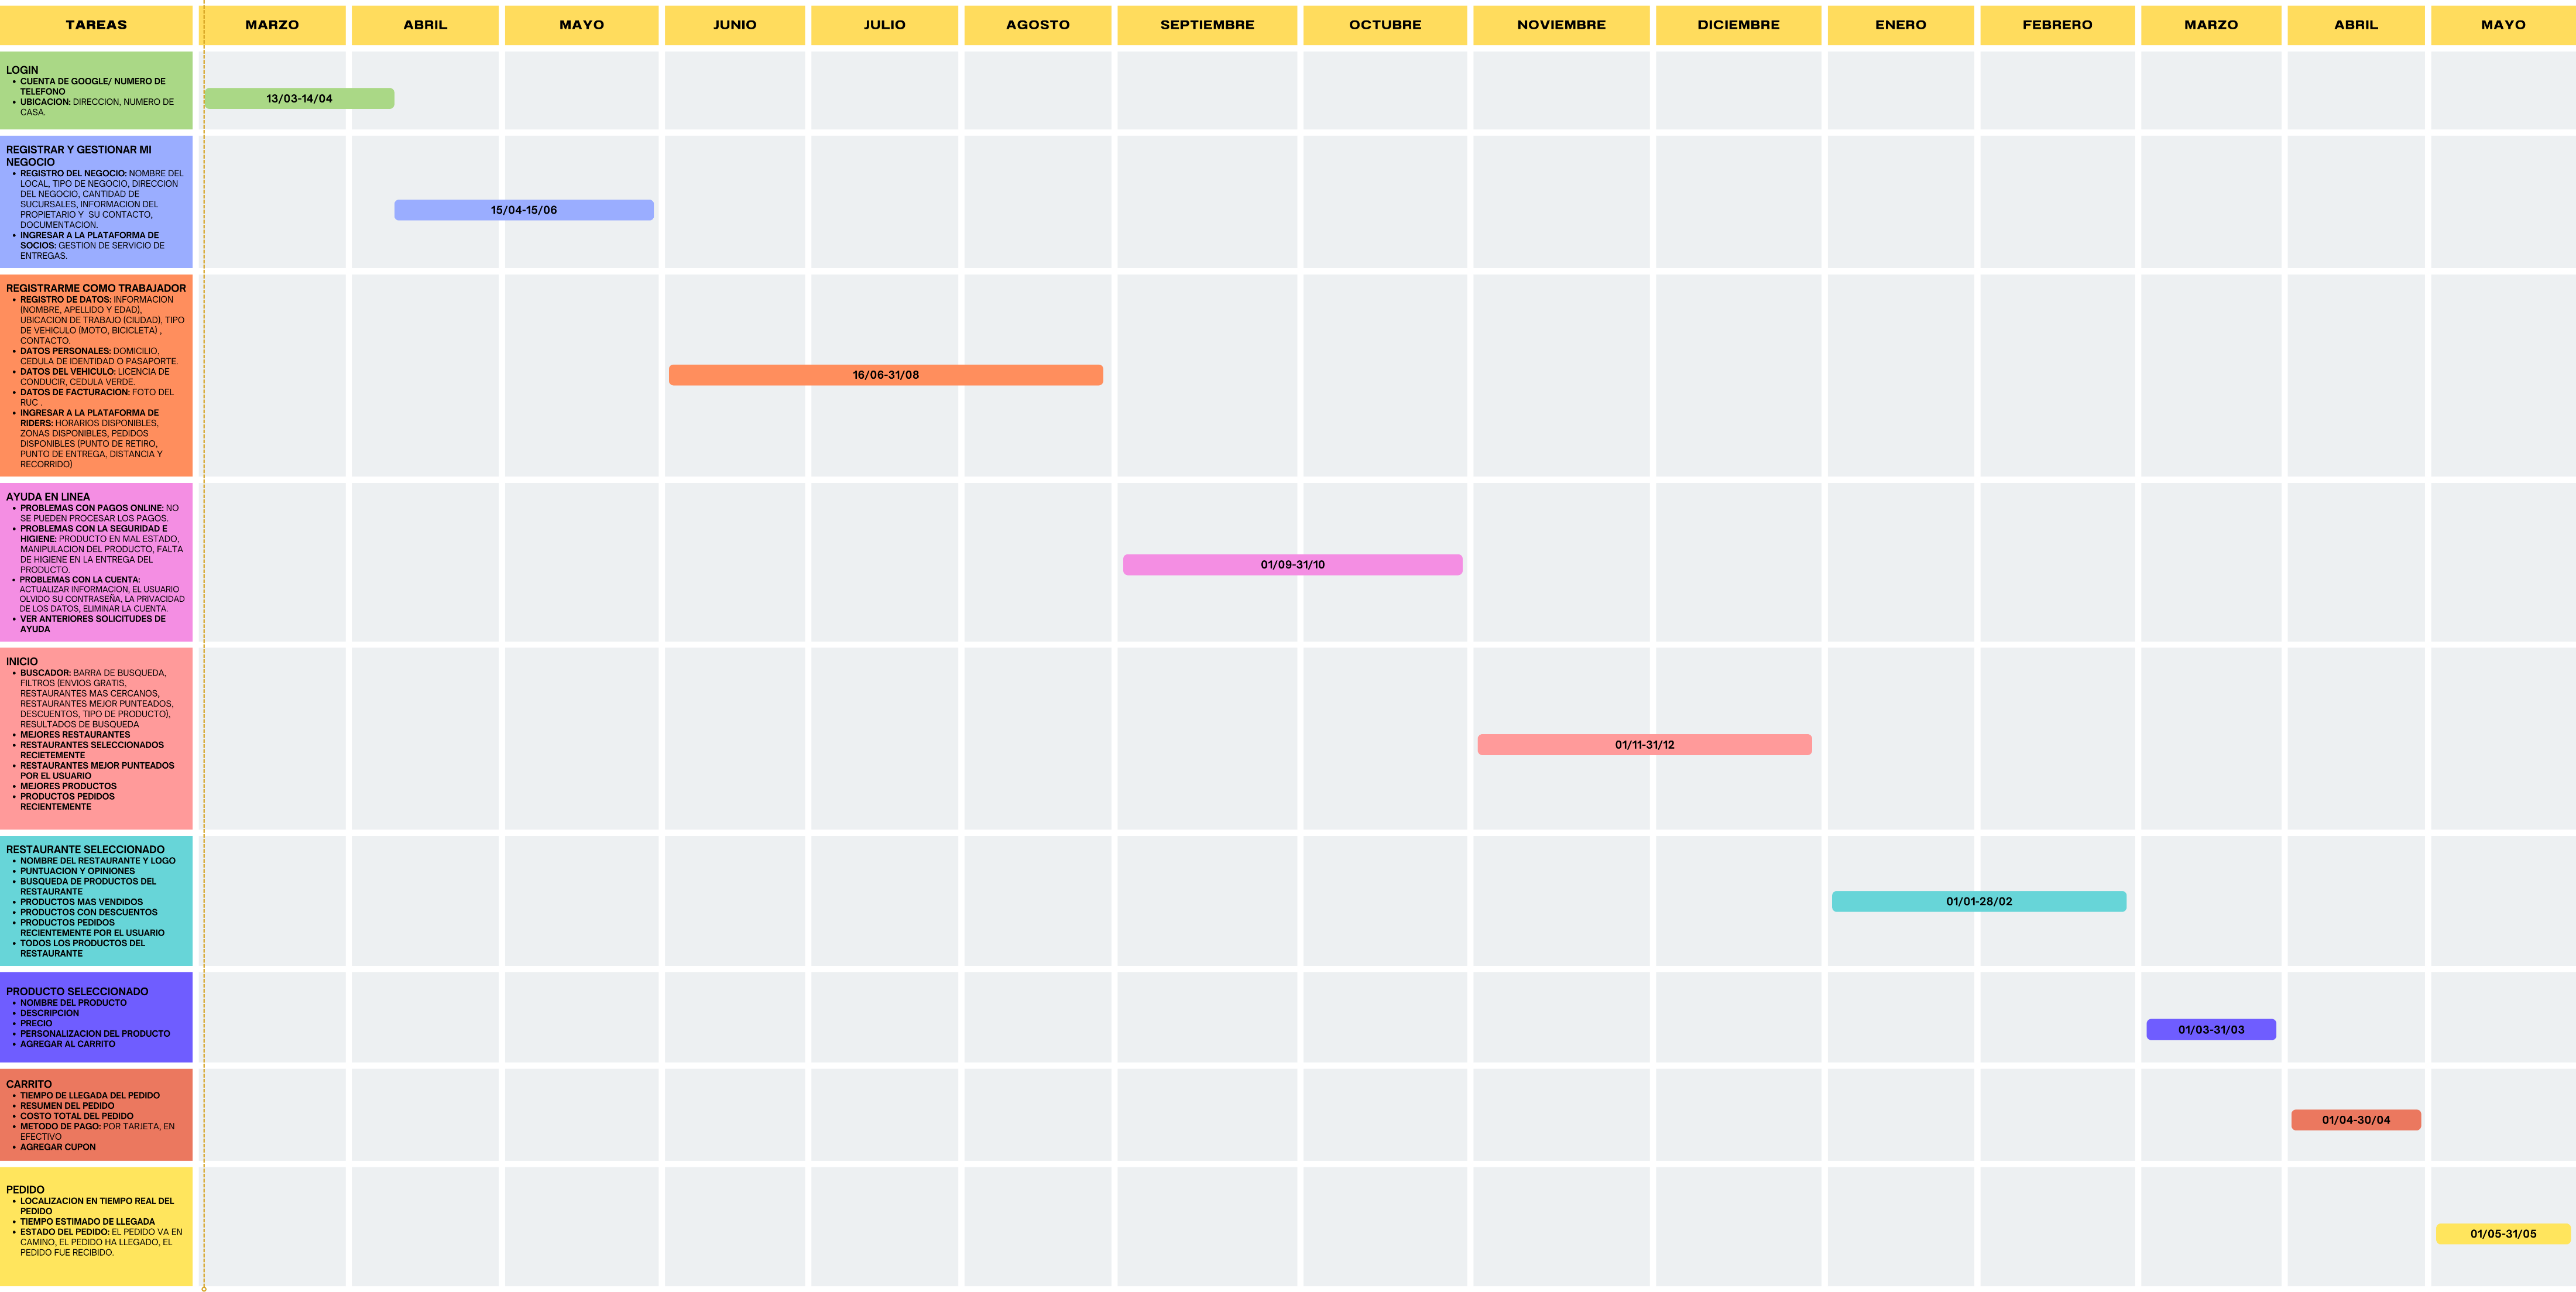 TAREAS
MARZO
ABRIL
MAYO
JUNIO
JULIO
AGOSTO
SEPTIEMBRE
OCTUBRE
NOVIEMBRE
DICIEMBRE
ENERO
FEBRERO
MARZO
ABRIL
MAYO
LOGIN
• CUENTA DE GOOGLE/ NUMERO DE
TELEFONO
• UBICACION: DIRECCION, NUMERO DE
CASA.
13/03-14/04
REGISTRAR Y GESTIONAR MI
NEGOCIO
• REGISTRO DEL NEGOCIO: NOMBRE DEL
LOCAL, TIPO DE NEGOCIO, DIRECCION
DEL NEGOCIO, CANTIDAD DE
SUCURSALES, INFORMACION DEL
PROPIETARIO Y SU CONTACTO,
DOCUMENTACION.
• INGRESAR A LA PLATAFORMA DE
SOCIOS: GESTION DE SERVICIO DE
ENTREGAS.
15/04-15/06
REGISTRARME COMO TRABAJADOR
• REGISTRO DE DATOS: INFORMACION
(NOMBRE, APELLIDO Y EDAD),
UBICACION DE TRABAJO (CIUDAD), TIPO
DE VEHICULO (MOTO, BICICLETA) ,
CONTACTO.
• DATOS PERSONALES: DOMICILIO,
CEDULA DE IDENTIDAD O PASAPORTE.
• DATOS DEL VEHICULO: LICENCIA DE
CONDUCIR, CEDULA VERDE.
• DATOS DE FACTURACION: FOTO DEL
RUC .
• INGRESAR A LA PLATAFORMA DE
RIDERS: HORARIOS DISPONIBLES,
ZONAS DISPONIBLES, PEDIDOS
DISPONIBLES (PUNTO DE RETIRO,
PUNTO DE ENTREGA, DISTANCIA Y
RECORRIDO)
16/06-31/08
AYUDA EN LINEA
• PROBLEMAS CON PAGOS ONLINE: NO
SE PUEDEN PROCESAR LOS PAGOS.
• PROBLEMAS CON LA SEGURIDAD E
HIGIENE: PRODUCTO EN MAL ESTADO,
MANIPULACION DEL PRODUCTO, FALTA
DE HIGIENE EN LA ENTREGA DEL
PRODUCTO.
• PROBLEMAS CON LA CUENTA:
ACTUALIZAR INFORMACION, EL USUARIO
OLVIDO SU CONTRASEÑA, LA PRIVACIDAD
DE LOS DATOS, ELIMINAR LA CUENTA.
• VER ANTERIORES SOLICITUDES DE
AYUDA
01/09-31/10
INICIO
• BUSCADOR: BARRA DE BUSQUEDA,
FILTROS (ENVIOS GRATIS,
RESTAURANTES MAS CERCANOS,
RESTAURANTES MEJOR PUNTEADOS,
DESCUENTOS, TIPO DE PRODUCTO),
RESULTADOS DE BUSQUEDA
• MEJORES RESTAURANTES
• RESTAURANTES SELECCIONADOS
RECIETEMENTE
• RESTAURANTES MEJOR PUNTEADOS
POR EL USUARIO
• MEJORES PRODUCTOS
• PRODUCTOS PEDIDOS
RECIENTEMENTE
01/11-31/12
RESTAURANTE SELECCIONADO
• NOMBRE DEL RESTAURANTE Y LOGO
• PUNTUACION Y OPINIONES
• BUSQUEDA DE PRODUCTOS DEL
RESTAURANTE
• PRODUCTOS MAS VENDIDOS
• PRODUCTOS CON DESCUENTOS
• PRODUCTOS PEDIDOS
RECIENTEMENTE POR EL USUARIO
• TODOS LOS PRODUCTOS DEL
RESTAURANTE
01/01-28/02
PRODUCTO SELECCIONADO
• NOMBRE DEL PRODUCTO
• DESCRIPCION
• PRECIO
• PERSONALIZACION DEL PRODUCTO
• AGREGAR AL CARRITO
01/03-31/03
CARRITO
• TIEMPO DE LLEGADA DEL PEDIDO
• RESUMEN DEL PEDIDO
• COSTO TOTAL DEL PEDIDO
• METODO DE PAGO: POR TARJETA, EN
EFECTIVO
• AGREGAR CUPON
01/04-30/04
PEDIDO
• LOCALIZACION EN TIEMPO REAL DEL
PEDIDO
• TIEMPO ESTIMADO DE LLEGADA
• ESTADO DEL PEDIDO: EL PEDIDO VA EN
CAMINO, EL PEDIDO HA LLEGADO, EL
PEDIDO FUE RECIBIDO.
01/05-31/05